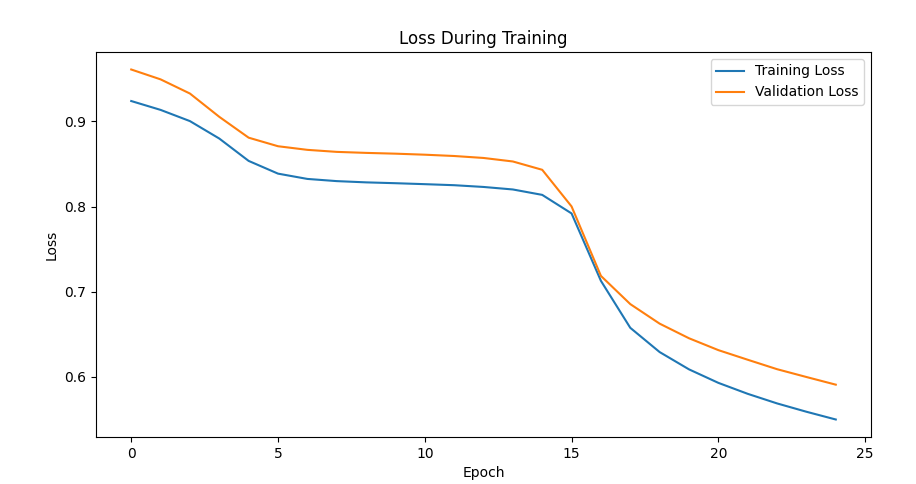 Loss During Training
Training Loss
Validation Loss
0.9
0.8
0.7
0.6
Loss
0 5 10 15 20 25
Epoch